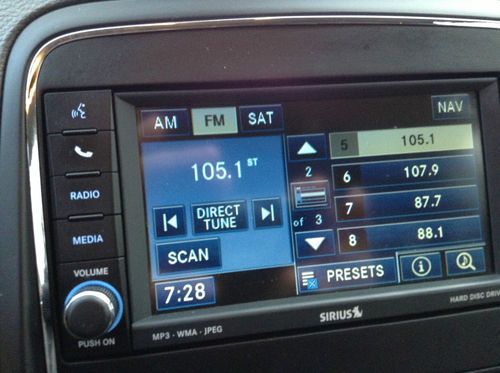 AM FM SAT NAV
105.1 ST
DIRECT TUNE
SCAN
7:28
2 of 3
5 105.1
6 107.9
7 87.7
8 88.1
PRESETS
RADIO
MEDIA
VOLUME
PUSH ON
MP3 - WMA - JPEG
SIRIUS
HARD DISC DRIV